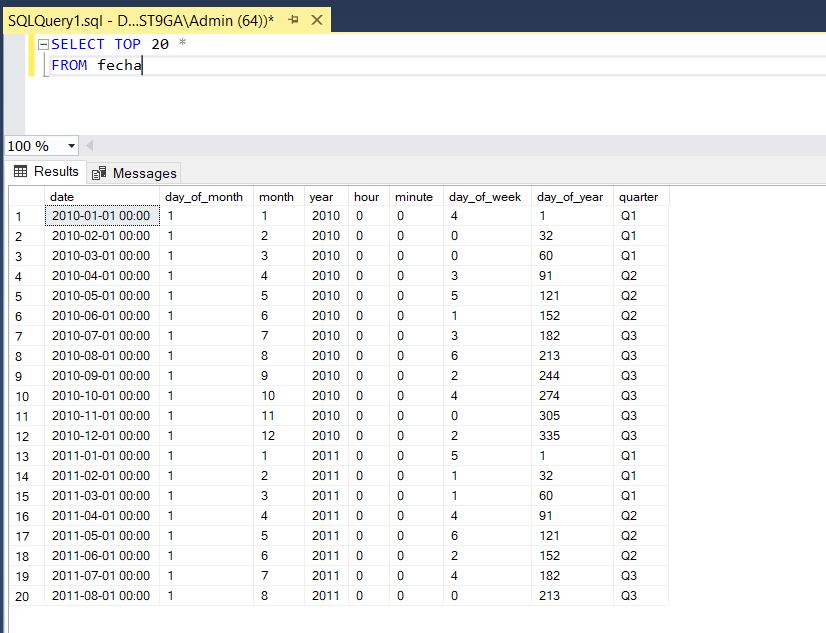 SQLQuery1.sql - D...ST9GA\Admin (64))*
SELECT TOP 20 *
FROM fecha
100 %
Results Messages
date day_of_month month year hour minute day_of_week day_of_year quarter
1 2010-01-01 00:00 1 1 2010 0 0 4 1 Q1
2 2010-02-01 00:00 1 2 2010 0 0 0 32 Q1
3 2010-03-01 00:00 1 3 2010 0 0 0 60 Q1
4 2010-04-01 00:00 1 4 2010 0 0 3 91 Q2
5 2010-05-01 00:00 1 5 2010 0 0 5 121 Q2
6 2010-06-01 00:00 1 6 2010 0 0 1 152 Q2
7 2010-07-01 00:00 1 7 2010 0 0 3 182 Q3
8 2010-08-01 00:00 1 8 2010 0 0 6 213 Q3
9 2010-09-01 00:00 1 9 2010 0 0 2 244 Q3
10 2010-10-01 00:00 1 10 2010 0 0 4 274 Q3
11 2010-11-01 00:00 1 11 2010 0 0 0 305 Q3
12 2010-12-01 00:00 1 12 2010 0 0 2 335 Q3
13 2011-01-01 00:00 1 1 2011 0 0 5 1 Q1
14 2011-02-01 00:00 1 2 2011 0 0 1 32 Q1
15 2011-03-01 00:00 1 3 2011 0 0 1 60 Q1
16 2011-04-01 00:00 1 4 2011 0 0 4 91 Q2
17 2011-05-01 00:00 1 5 2011 0 0 6 121 Q2
18 2011-06-01 00:00 1 6 2011 0 0 2 152 Q2
19 2011-07-01 00:00 1 7 2011 0 0 4 182 Q3
20 2011-08-01 00:00 1 8 2011 0 0 0 213 Q3